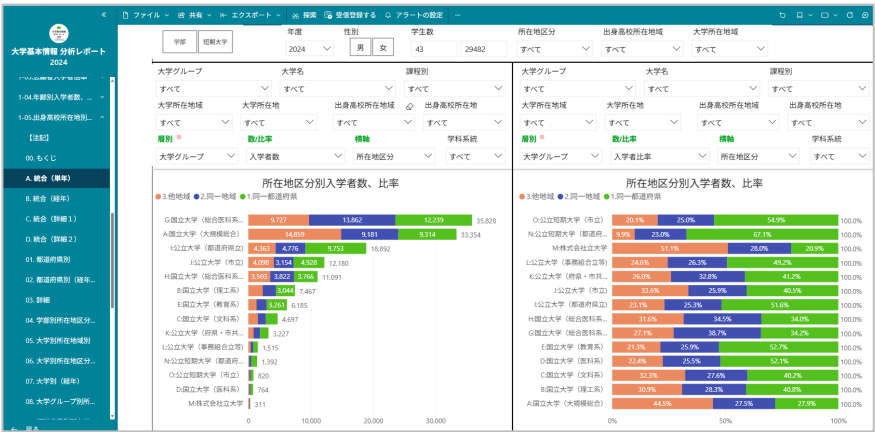 «
大学基本情報 分析レポート
2024
1-04.年齢別入学者数、...
1-05.出身高校所在地別...
【注記】
00. もくじ
A. 統合（単年）
B. 統合（経年）
C. 統合（詳細１）
D. 統合（詳細２）
01. 都道府県別
02. 都道府県別（経年...
03. 詳細
04. 学部別所在地区分...
05. 大学別所在地域別
06. 大学別所在地区分...
07. 大学別（経年）
08. 大学グループ別所...
← 戻る
ファイル 共有 エクスポート 探索 受信登録する アラートの設定 ...
学部 短期大学
年度 性別 学生数 所在地区分 出身高校所在地域 大学所在地域
2024 男 女 43 29482 すべて すべて すべて
大学グループ 大学名 課程別
すべて すべて すべて
大学所在地域 大学所在地 出身高校所在地域 出身高校所在地
すべて すべて すべて すべて
層別 数/比率 横軸 学科系統
大学グループ 入学者数 所在地区分 すべて
所在地区分別入学者数、比率
3.他地域 2.同一地域 1.同一都道府県
G:国立大学（総合医科系... 9,727 13,862 12,239 35,828
A:国立大学（大規模総合） 14,859 9,181 9,314 33,354
I:公立大学（都道府県立） 4,363 4,776 9,753 18,892
J:公立大学（市立） 4,098 3,154 4,928 12,180
H:国立大学（総合医科系... 3,503 3,822 3,766 11,091
B:国立大学（理工系） 3,044 7,467
E:国立大学（教育系） 3,261 6,185
C:国立大学（文科系） 4,697
K:公立大学（府県・市共... 3,227
L:公立大学（事務組合立等） 1,515
N:公立短期大学（都道府... 1,392
O:公立短期大学（市立） 820
D:国立大学（医科系） 764
M:株式会社立大学 311
0 10,000 20,000 30,000
大学グループ 大学名 課程別
すべて すべて すべて
大学所在地域 大学所在地 出身高校所在地域 出身高校所在地
すべて すべて すべて すべて
層別 数/比率 横軸 学科系統
大学グループ 入学者比率 所在地区分 すべて
所在地区分別入学者数、比率
3.他地域 2.同一地域 1.同一都道府県
O:公立短期大学（市立） 20.1% 25.0% 54.9% 100.0%
N:公立短期大学（都道府... 9.9% 23.0% 67.1% 100.0%
M:株式会社立大学 51.1% 28.0% 20.9% 100.0%
L:公立大学（事務組合立等） 24.6% 26.3% 49.2% 100.0%
K:公立大学（府県・市共... 26.0% 32.8% 41.2% 100.0%
J:公立大学（市立） 33.6% 25.9% 40.5% 100.0%
I:公立大学（都道府県立） 23.1% 25.3% 51.6% 100.0%
H:国立大学（総合医科系... 31.6% 34.5% 34.0% 100.0%
G:国立大学（総合医科系... 27.1% 38.7% 34.2% 100.0%
E:国立大学（教育系） 21.3% 25.9% 52.7% 100.0%
D:国立大学（医科系） 22.4% 25.5% 52.1% 100.0%
C:国立大学（文科系） 32.3% 27.6% 40.2% 100.0%
B:国立大学（理工系） 30.9% 28.3% 40.8% 100.0%
A:国立大学（大規模総合） 44.5% 27.5% 27.9% 100.0%
0% 50% 100%